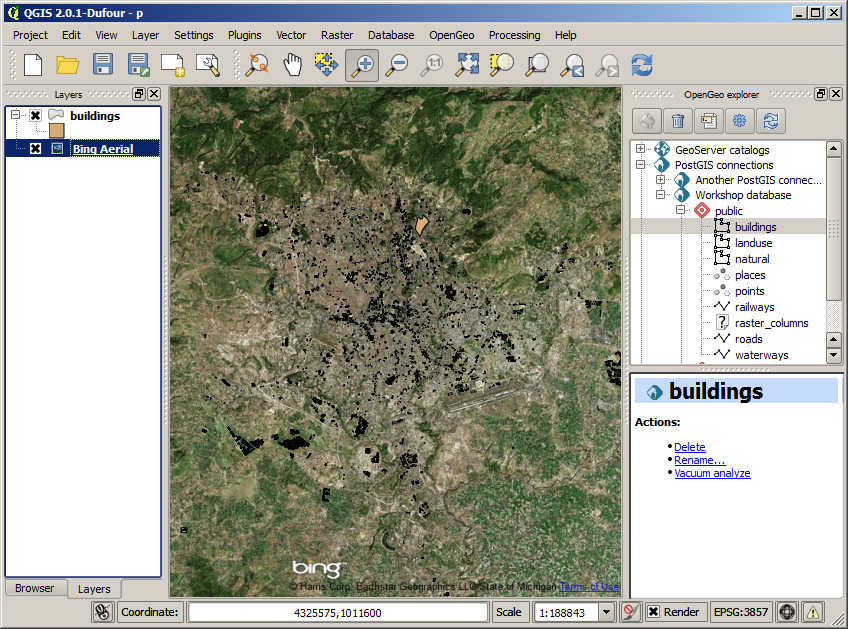 QGIS 2.0.1-Dufour - p
Project Edit View Layer Settings Plugins Vector Raster Database OpenGeo Processing Help
1:1
Layers
buildings
Bing Aerial
OpenGeo explorer
GeoServer catalogs
PostGIS connections
Another PostGIS connec...
Workshop database
public
buildings
landuse
natural
places
points
railways
? raster_columns
roads
waterways
buildings
Actions:
Delete
Rename...
Vacuum analyze
bing
© Harris Corp, Earthstar Geographics LLC State of Michigan Terms of Use
Browser Layers
Coordinate: 4325575,1011600 Scale 1:188843 Render EPSG:3857